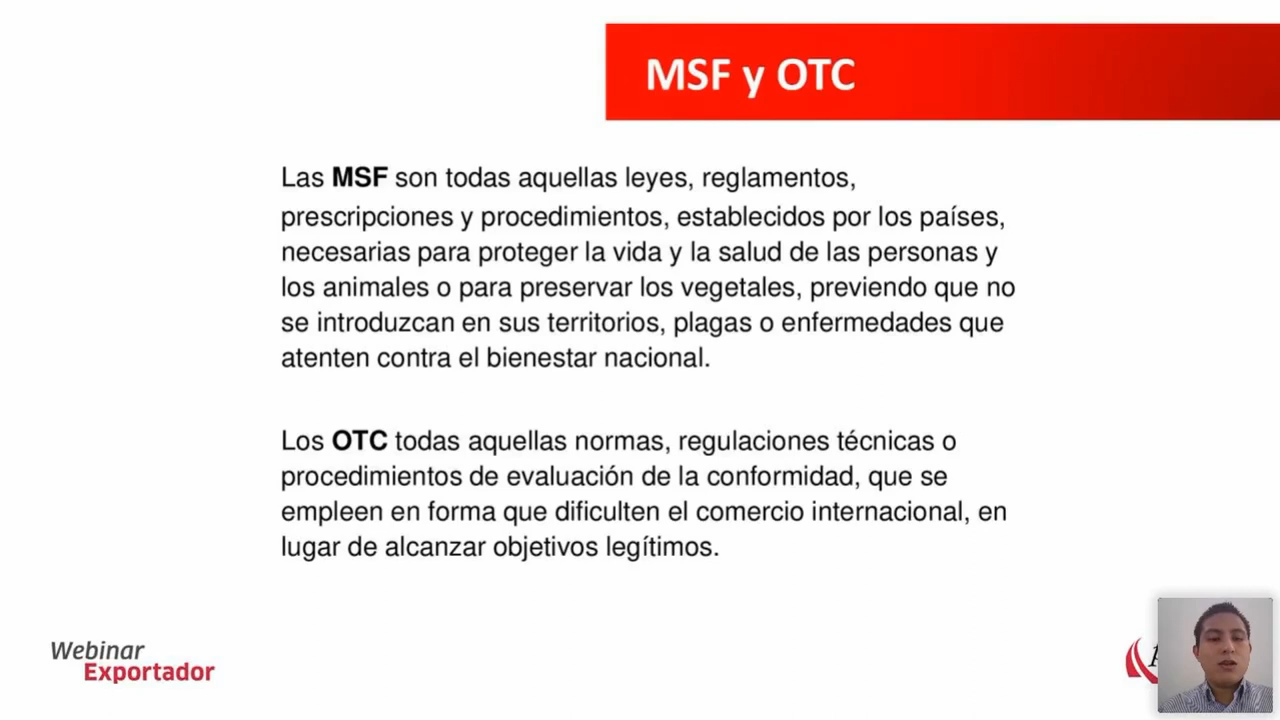 MSF y OTC
Las MSF son todas aquellas leyes, reglamentos,
prescripciones y procedimientos, establecidos por los países,
necesarias para proteger la vida y la salud de las personas y
los animales o para preservar los vegetales, previendo que no
se introduzcan en sus territorios, plagas o enfermedades que
atenten contra el bienestar nacional.
Los OTC todas aquellas normas, regulaciones técnicas o
procedimientos de evaluación de la conformidad, que se
empleen en forma que dificulten el comercio internacional, en
lugar de alcanzar objetivos legítimos.
Webinar
Exportador